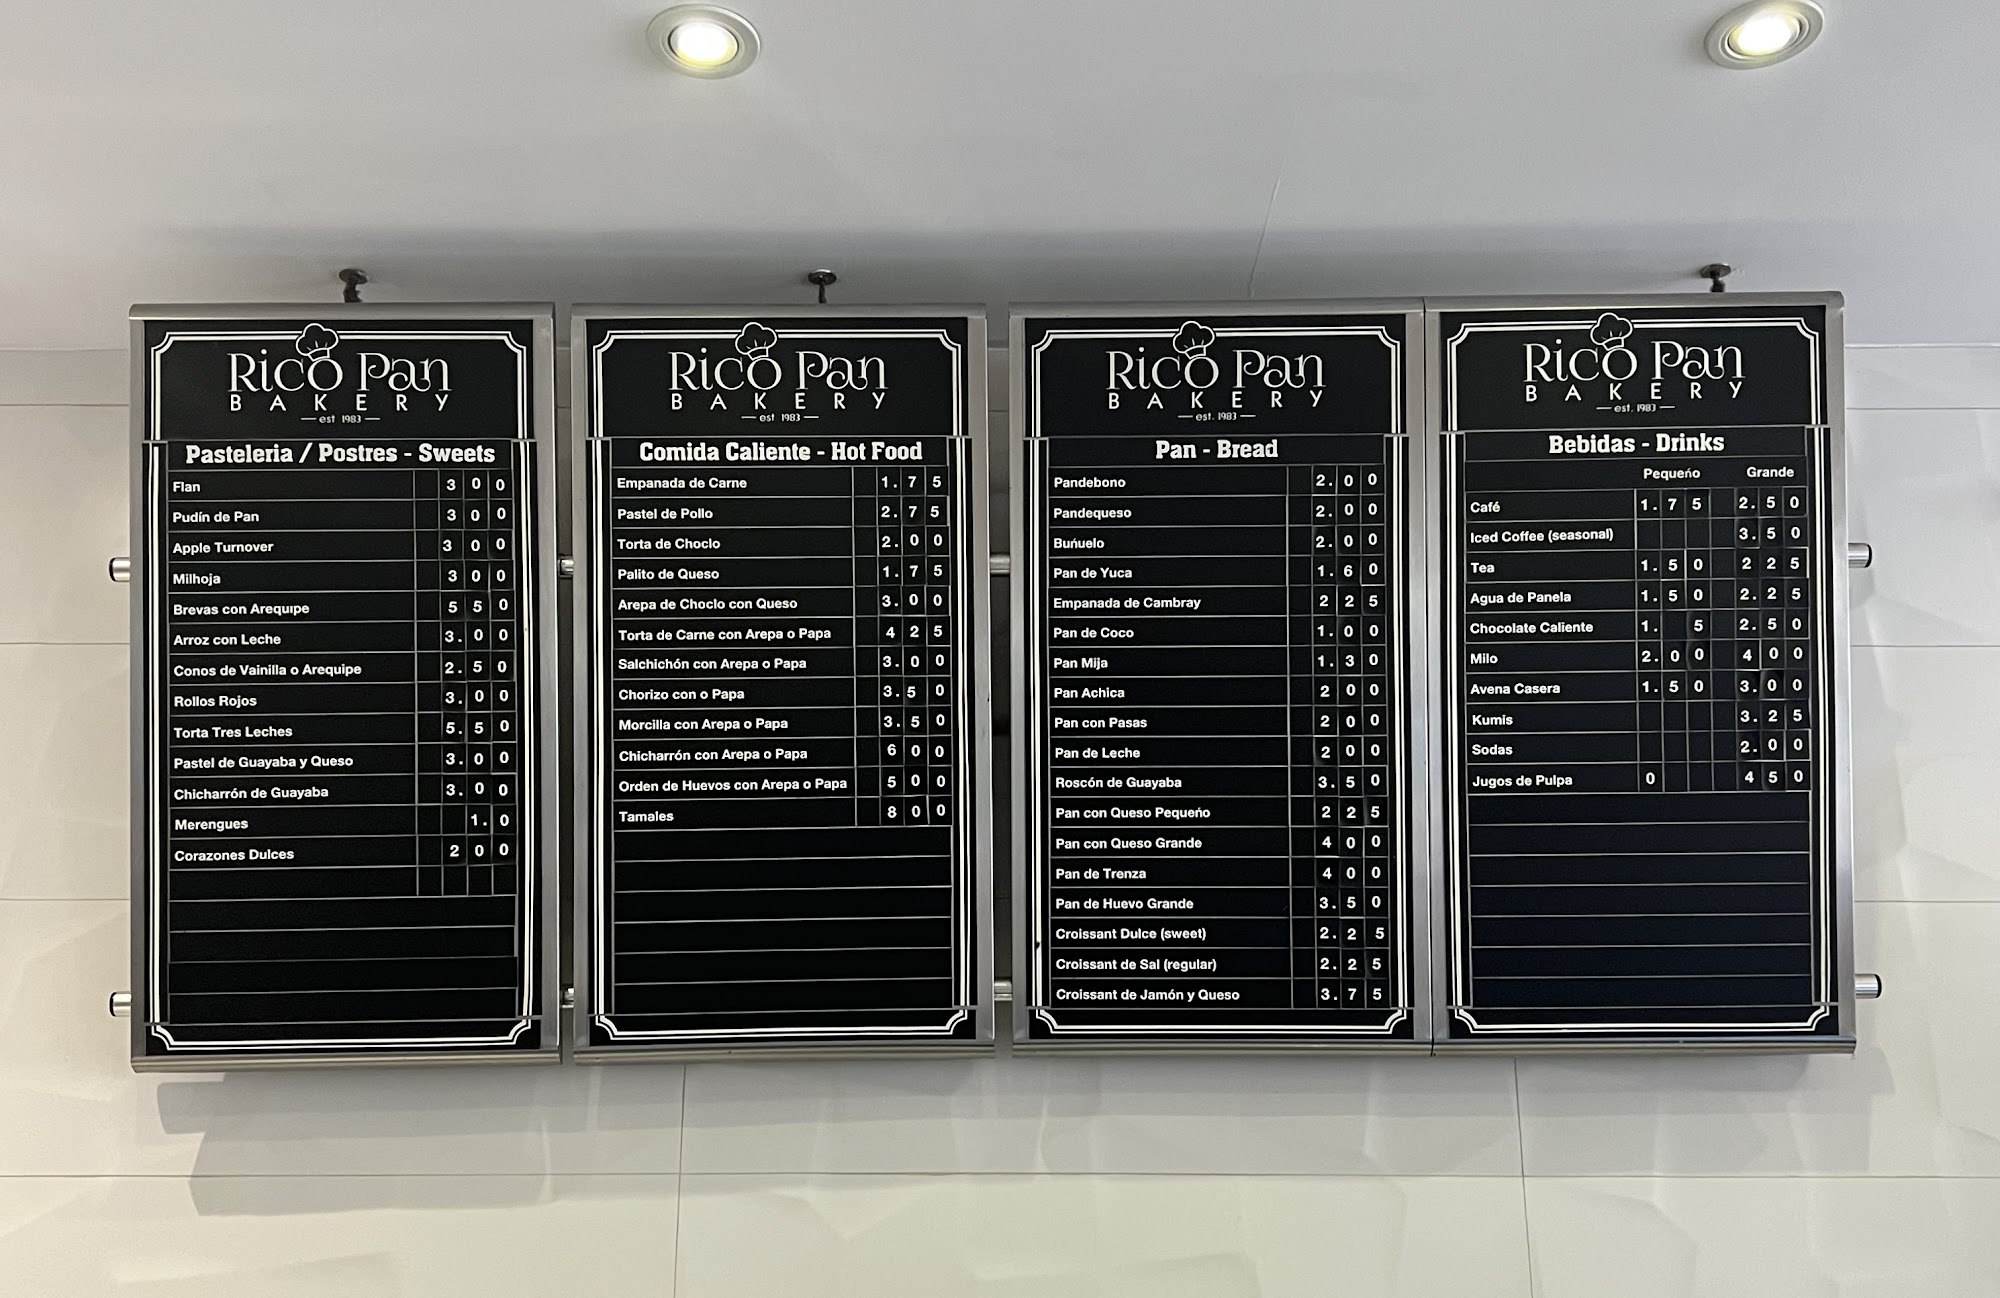 Rico Pan
BAKERY
est 1983
Pasteleria / Postres - Sweets
Flan 3 0 0
Pudín de Pan 3 0 0
Apple Turnover 3 0 0
Milhoja 3 0 0
Brevas con Arequipe 5 5 0
Arroz con Leche 3. 0 0
Conos de Vainilla o Arequipe 2. 5 0
Rollos Rojos 3. 0 0
Torta Tres Leches 5. 5 0
Pastel de Guayaba y Queso 3. 0 0
Chicharrón de Guayaba 3. 0 0
Merengues 1. 0
Corazones Dulces 2 0 0
Rico Pan
BAKERY
est 1983
Comida Caliente - Hot Food
Empanada de Carne 1. 7 5
Pastel de Pollo 2. 7 5
Torta de Choclo 2. 0 0
Palito de Queso 1. 7 5
Arepa de Choclo con Queso 3. 0 0
Torta de Carne con Arepa o Papa 4 2 5
Salchichón con Arepa o Papa 3. 0 0
Chorizo con o Papa 3. 5 0
Morcilla con Arepa o Papa 3. 5 0
Chicharrón con Arepa o Papa 6 0 0
Orden de Huevos con Arepa o Papa 5 0 0
Tamales 8 0 0
Rico Pan
BAKERY
est. 1983
Pan - Bread
Pandebono 2. 0 0
Pandequeso 2. 0 0
Buńuelo 2. 0 0
Pan de Yuca 1. 6 0
Empanada de Cambray 2 2 5
Pan de Coco 1. 0 0
Pan Mija 1. 3 0
Pan Achica 2 0 0
Pan con Pasas 2 0 0
Pan de Leche 2 0 0
Roscón de Guayaba 3. 5 0
Pan con Queso Pequeńo 2 2 5
Pan con Queso Grande 4 0 0
Pan de Trenza 4 0 0
Pan de Huevo Grande 3. 5 0
Croissant Dulce (sweet) 2. 2 5
Croissant de Sal (regular) 2. 2 5
Croissant de Jamón y Queso 3. 7 5
Rico Pan
BAKERY
est. 1983
Bebidas - Drinks
Pequeńo Grande
Café 1. 7 5 2. 5 0
Iced Coffee (seasonal) 3. 5 0
Tea 1. 5 0 2 2 5
Agua de Panela 1. 5 0 2. 2 5
Chocolate Caliente 1. 5 2. 5 0
Milo 2. 0 0 4 0 0
Avena Casera 1. 5 0 3. 0 0
Kumis 3. 2 5
Sodas 2. 0 0
Jugos de Pulpa 0 4 5 0